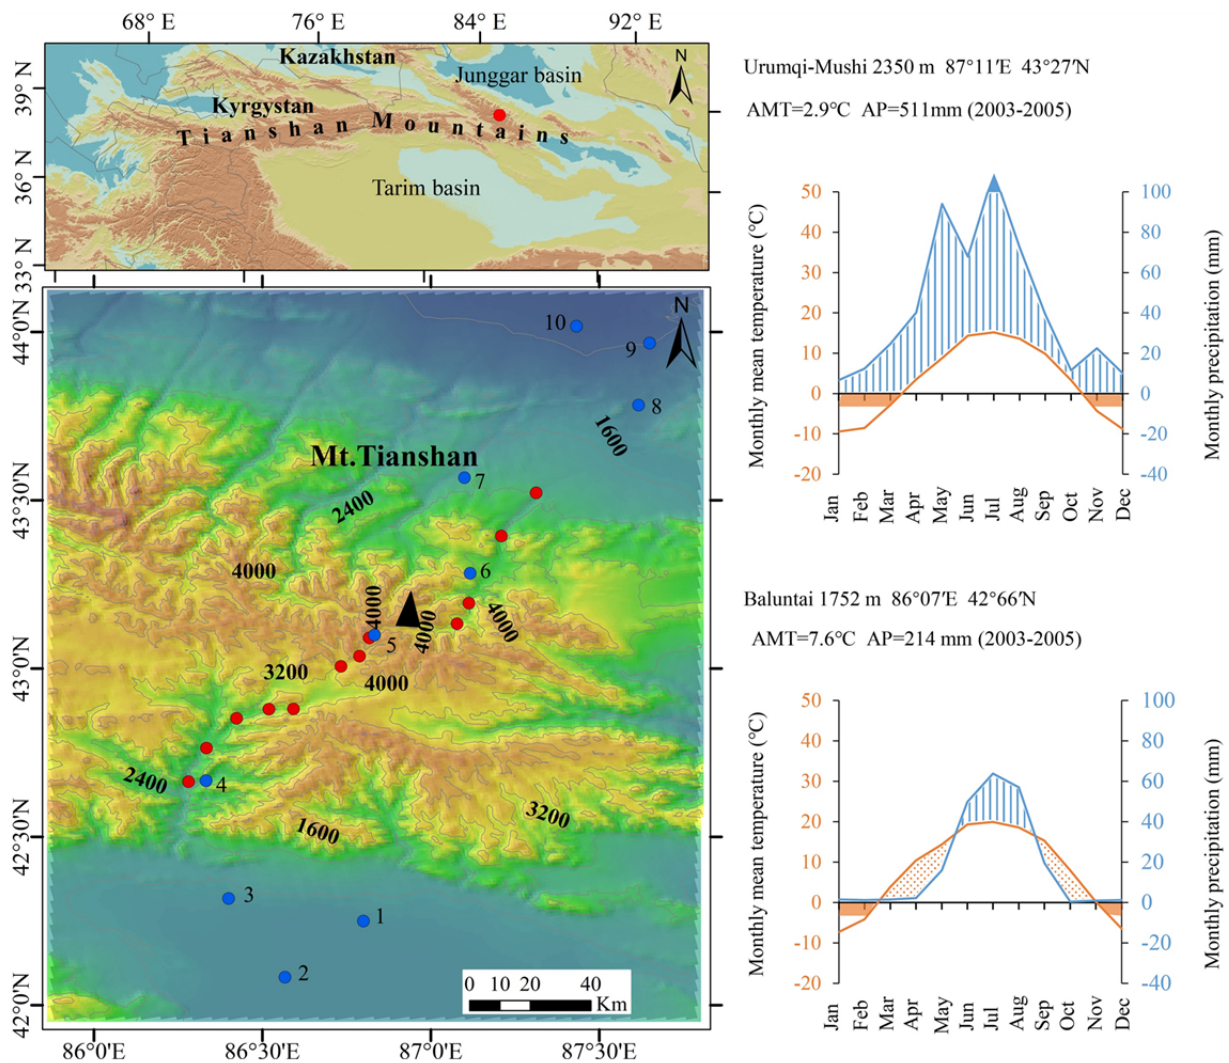 68° E 76° E 84° E 92° E
39° N
36° N
33° N
Kazakhstan
Junggar basin
N
Kyrgystan
Tianshan Mountains
Tarim basin
44°0'N
43°30'N
43°0'N
42°30'N
42°0'N
N
10
9
8
1600
Mt.Tianshan
7
2400
4000
6
4000
4000
4000
5
3200
4000
2400
4
3200
1600
3
1
2
0 10 20 40
Km
86°0'E 86°30'E 87°0'E 87°30'E
Urumqi-Mushi 2350 m 87°11'E 43°27'N
AMT=2.9°C AP=511mm (2003-2005)
Monthly mean temperature (°C)
50
40
30
20
10
0
-10
-20
100
80
60
40
20
0
-20
-40
Monthly precipitation (mm)
Jan Feb Mar Apr May Jun Jul Aug Sep Oct Nov Dec
Baluntai 1752 m 86°07'E 42°66'N
AMT=7.6°C AP=214 mm (2003-2005)
Monthly mean temperature (°C)
50
40
30
20
10
0
-10
-20
100
80
60
40
20
0
-20
-40
Monthly precipitation (mm)
Jan Feb Mar Apr May Jun Jul Aug Sep Oct Nov Dec